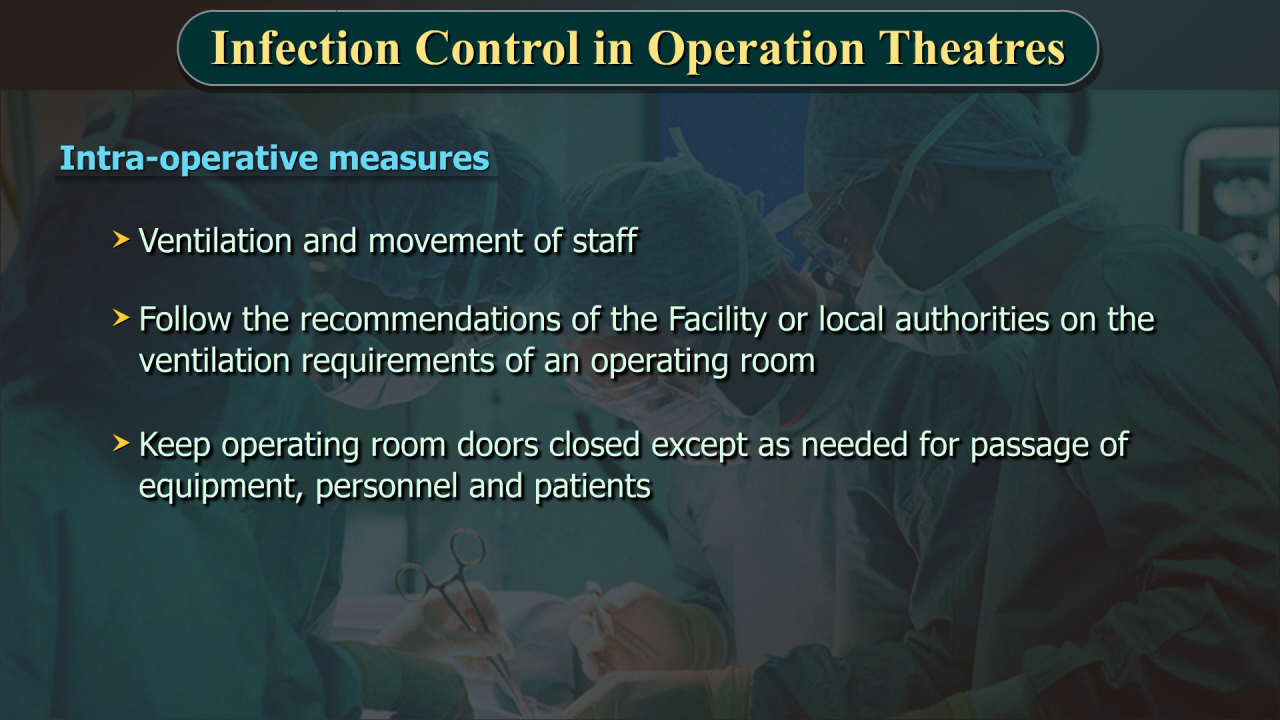 Infection Control in Operation Theatres
Intra-operative measures
➤ Ventilation and movement of staff
➤ Follow the recommendations of the Facility or local authorities on the
ventilation requirements of an operating room
➤ Keep operating room doors closed except as needed for passage of
equipment, personnel and patients